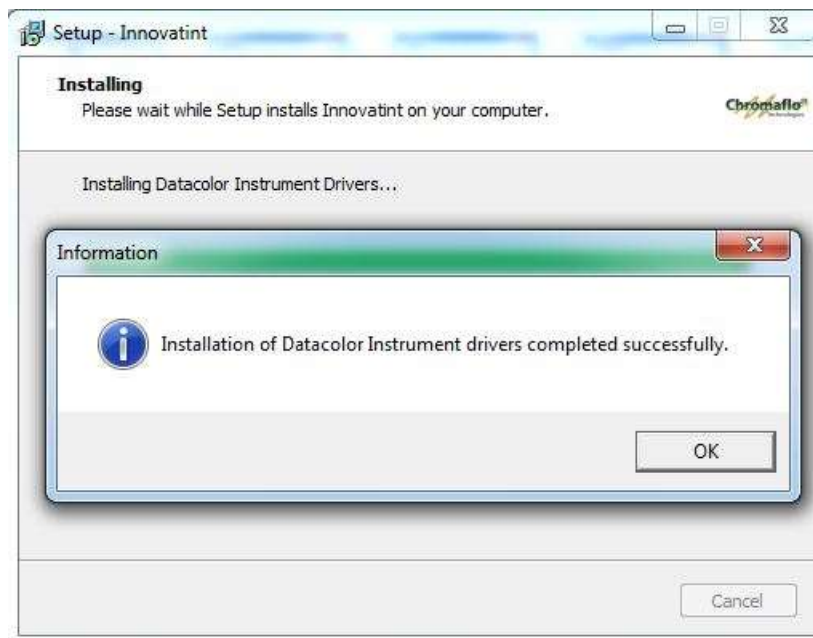 Setup - Innovatint
Installing
Please wait while Setup installs Innovatint on your computer.
Chromaflo
Technologies
Installing Datacolor Instrument Drivers...
Information
Installation of Datacolor Instrument drivers completed successfully.
OK
Cancel